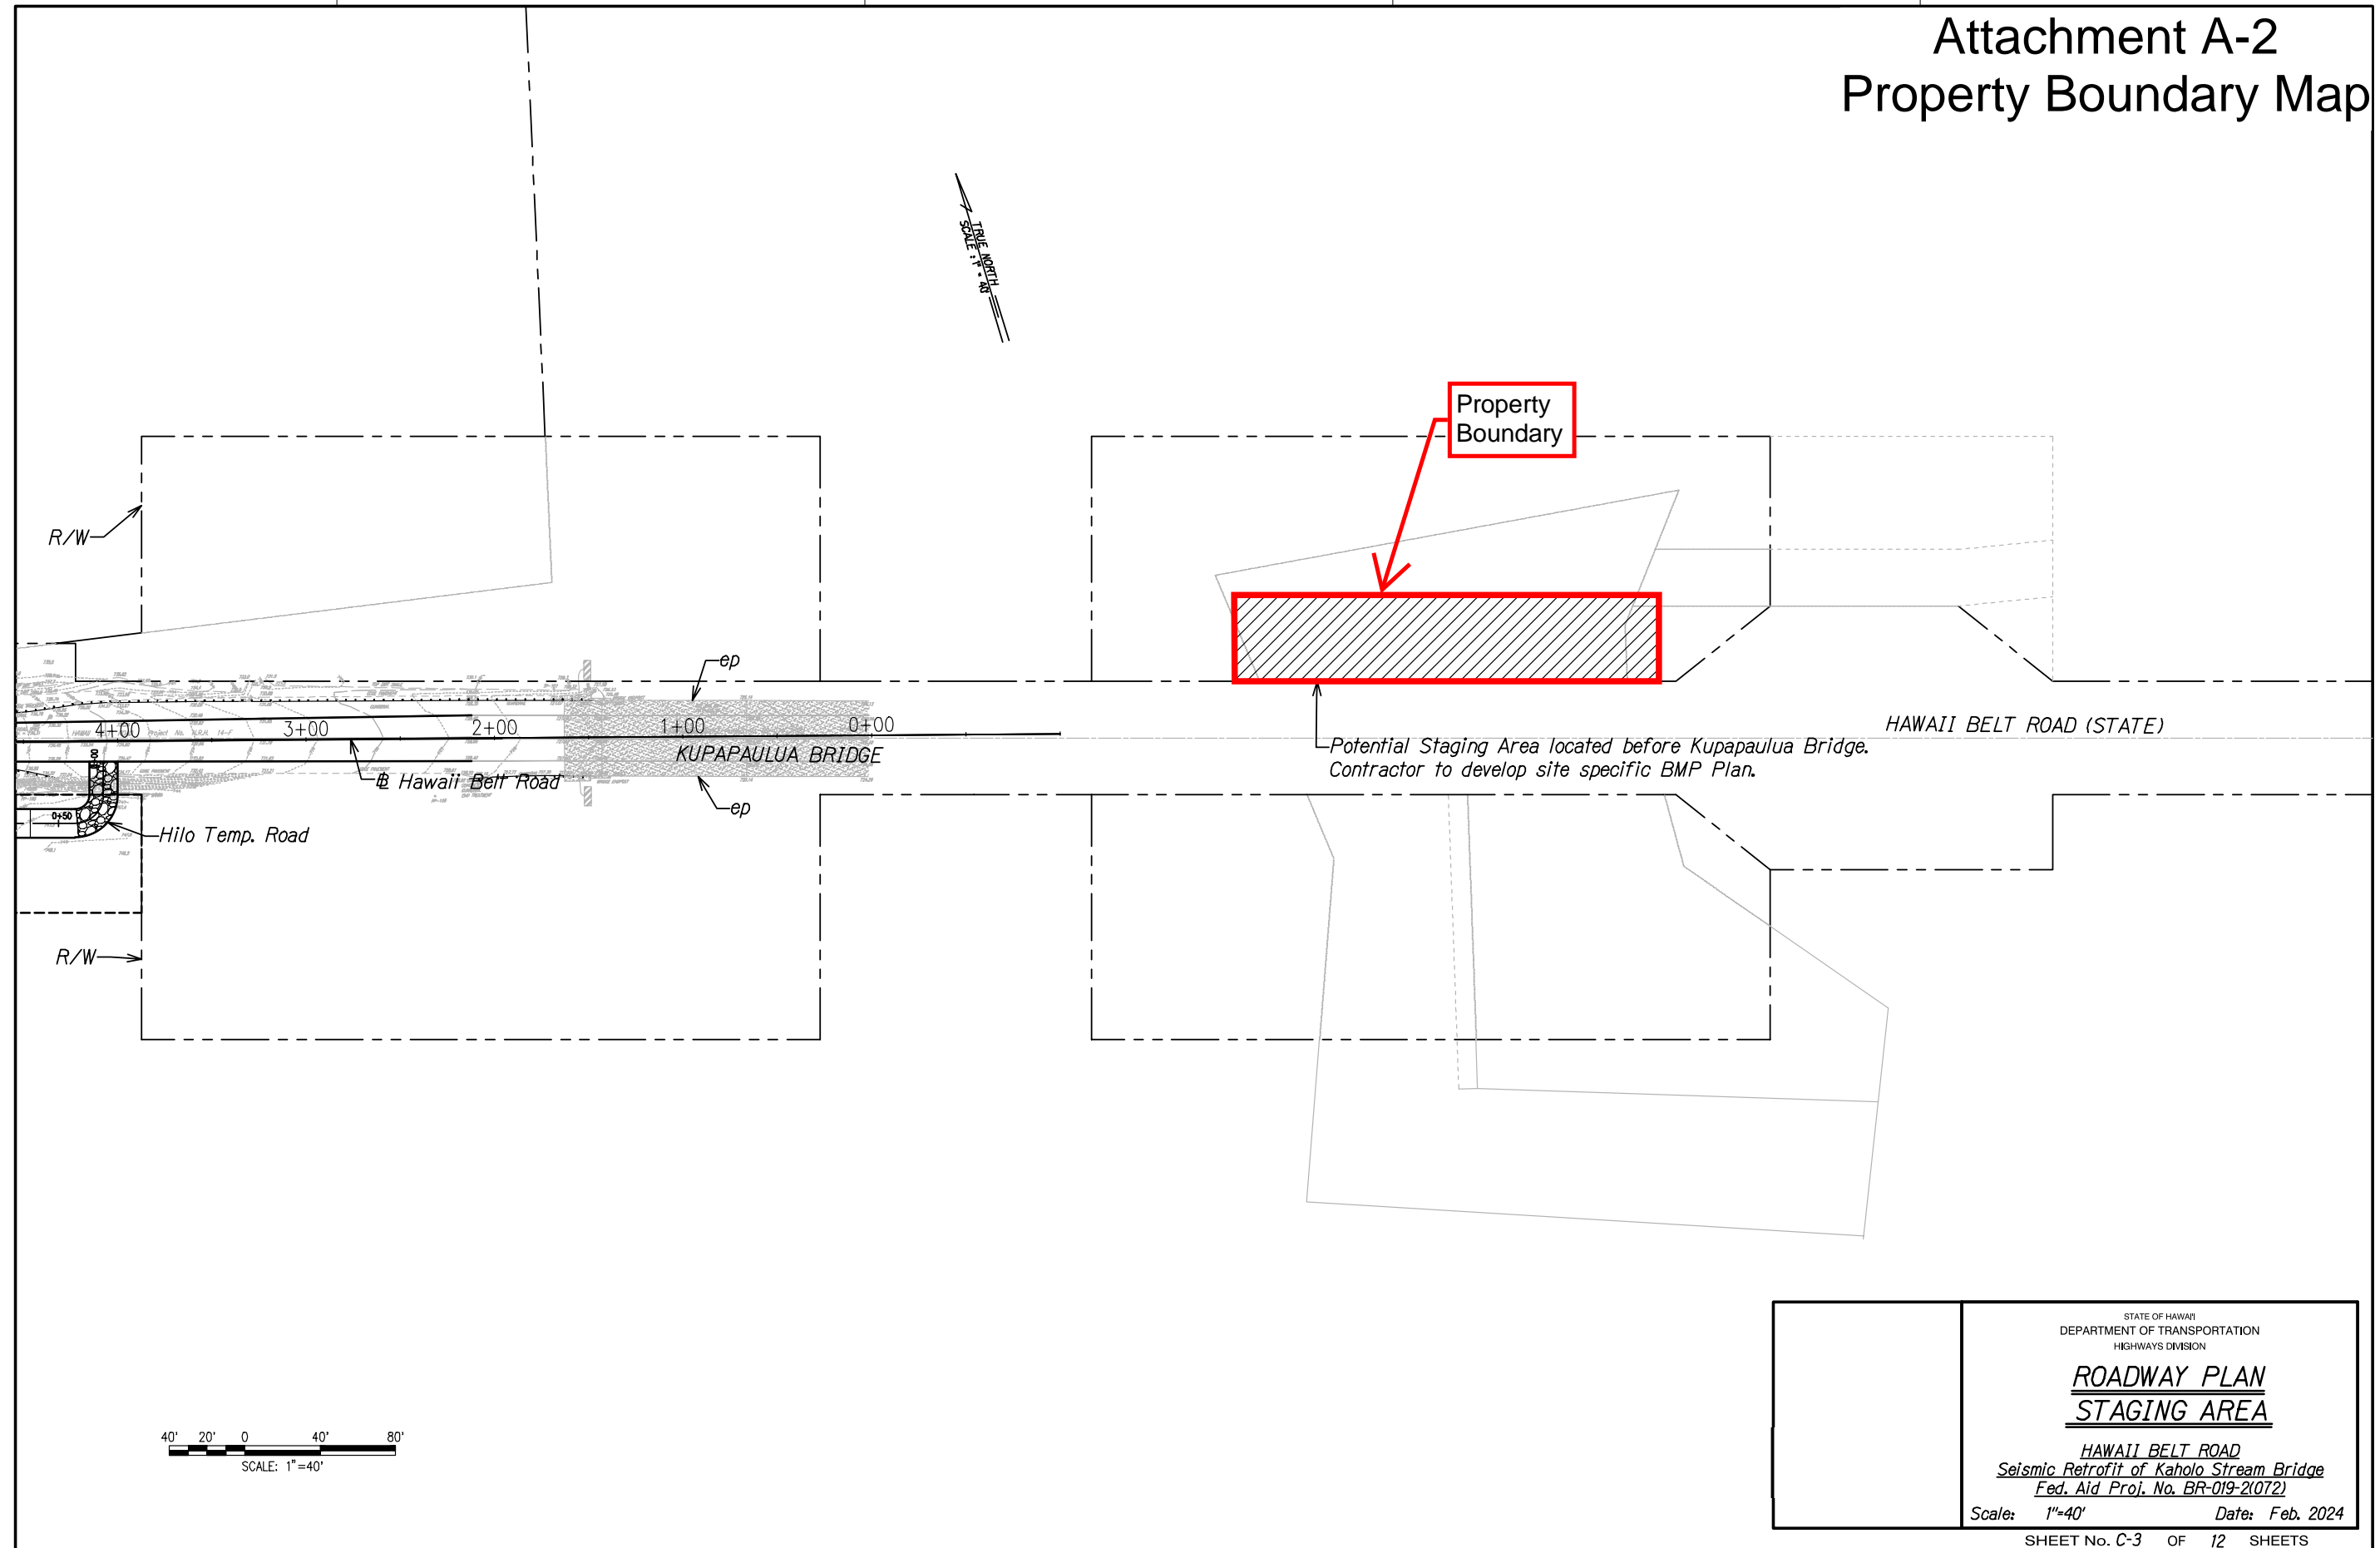 Attachment A-2
Property Boundary Map
TRUE NORTH
SCALE : 1" = 40'
Property
Boundary
R/W
ep
4+00
3+00
2+00
1+00
0+00
HAWAII BELT ROAD (STATE)
KUPAPAULUA BRIDGE
Potential Staging Area located before Kupapaulua Bridge.
Contractor to develop site specific BMP Plan.
℄ Hawaii Belt Road
ep
0+00
0+50
Hilo Temp. Road
R/W
40' 20' 0 40' 80'
SCALE: 1"=40'
STATE OF HAWAI'I
DEPARTMENT OF TRANSPORTATION
HIGHWAYS DIVISION
ROADWAY PLAN
STAGING AREA
HAWAII BELT ROAD
Seismic Retrofit of Kaholo Stream Bridge
Fed. Aid Proj. No. BR-019-2(072)
Scale: 1"=40' Date: Feb. 2024
SHEET No. C-3 OF 12 SHEETS